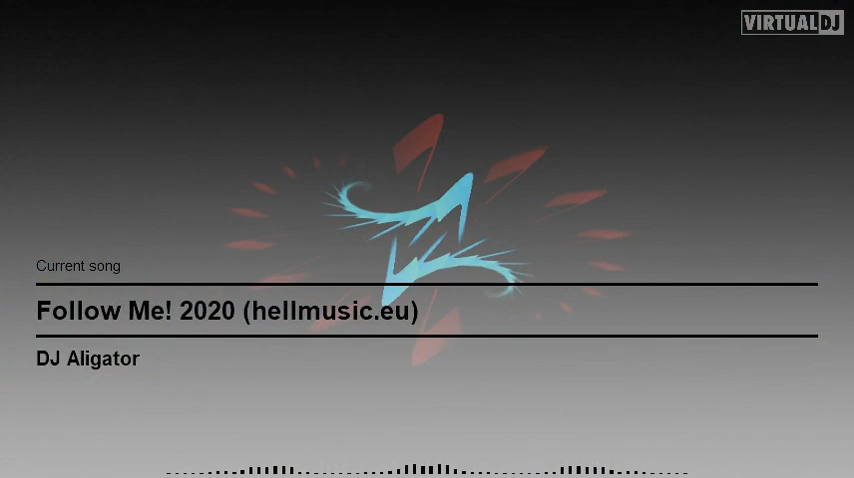 VIRTUALDJ
Current song
Follow Me! 2020 (hellmusic.eu)
DJ Aligator